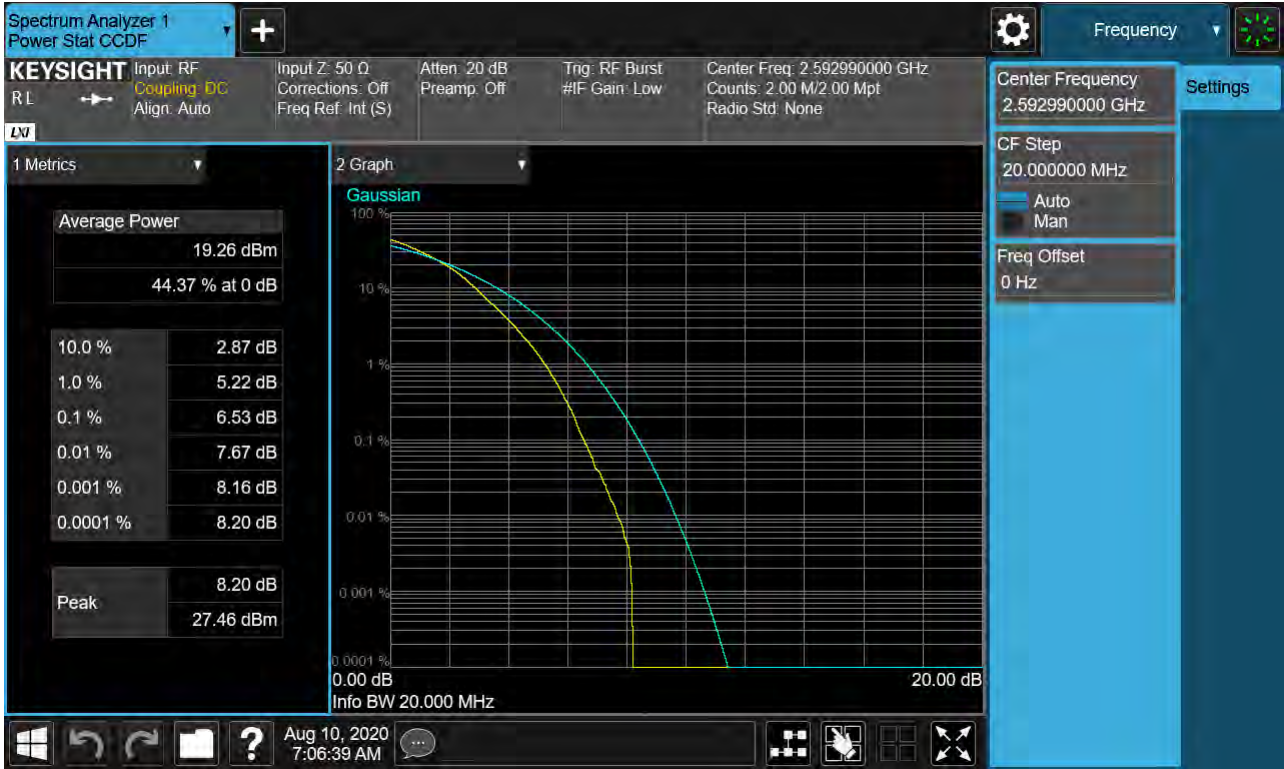 Spectrum Analyzer 1
Power Stat CCDF
Frequency
KEYSIGHT
RL
LXI
Input: RF
Coupling: DC
Align: Auto
Input Z: 50 Ω
Corrections: Off
Freq Ref: Int (S)
Atten: 20 dB
Preamp: Off
Trig: RF Burst
#IF Gain: Low
Center Freq: 2.592990000 GHz
Counts: 2.00 M/2.00 Mpt
Radio Std: None
Center Frequency
2.592990000 GHz
Settings
CF Step
20.000000 MHz
Auto
Man
Freq Offset
0 Hz
1 Metrics
Average Power
19.26 dBm
44.37 % at 0 dB
10.0 % 2.87 dB
1.0 % 5.22 dB
0.1 % 6.53 dB
0.01 % 7.67 dB
0.001 % 8.16 dB
0.0001 % 8.20 dB
Peak
8.20 dB
27.46 dBm
2 Graph
Gaussian
100 %
10 %
1 %
0.1 %
0.01 %
0.001 %
0.0001 %
0.00 dB 20.00 dB
Info BW 20.000 MHz
?
Aug 10, 2020
7:06:39 AM